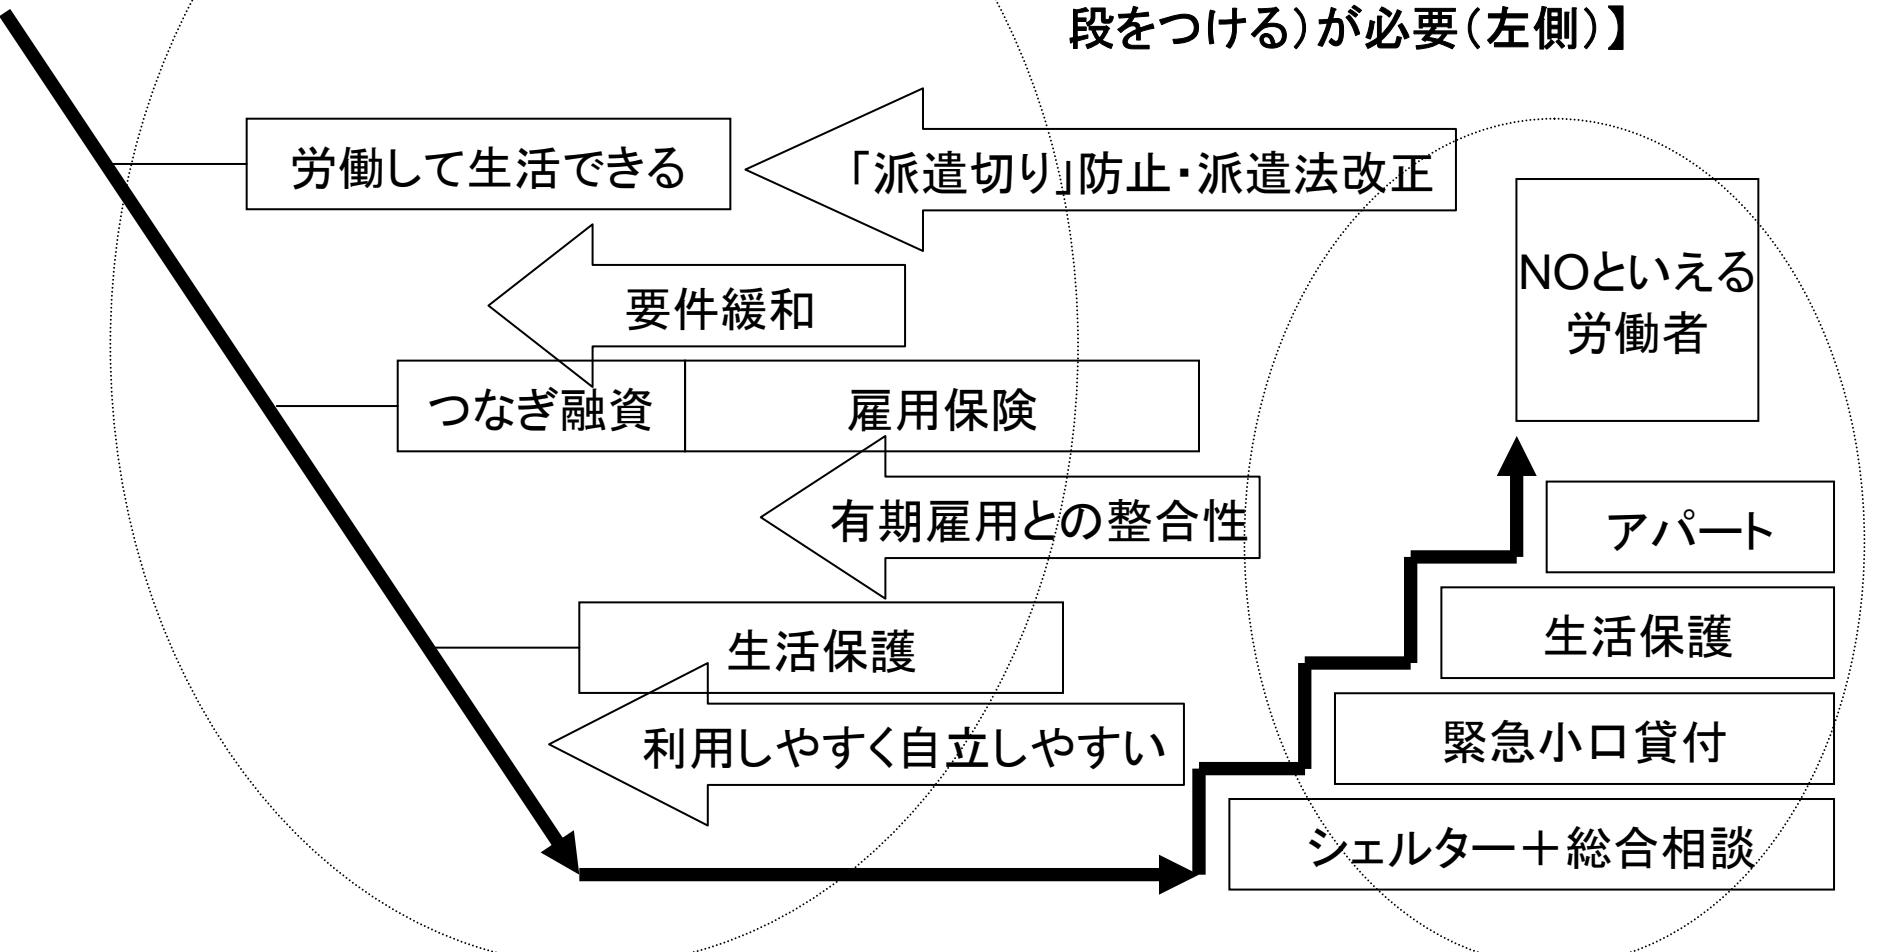 段をつける)が必要(左側)】
労働して生活できる
「派遣切り」防止・派遣法改正
NOといえる
労働者
要件緩和
つなぎ融資
雇用保険
有期雇用との整合性
アパート
生活保護
生活保護
利用しやすく自立しやすい
緊急小口貸付
シェルター＋総合相談